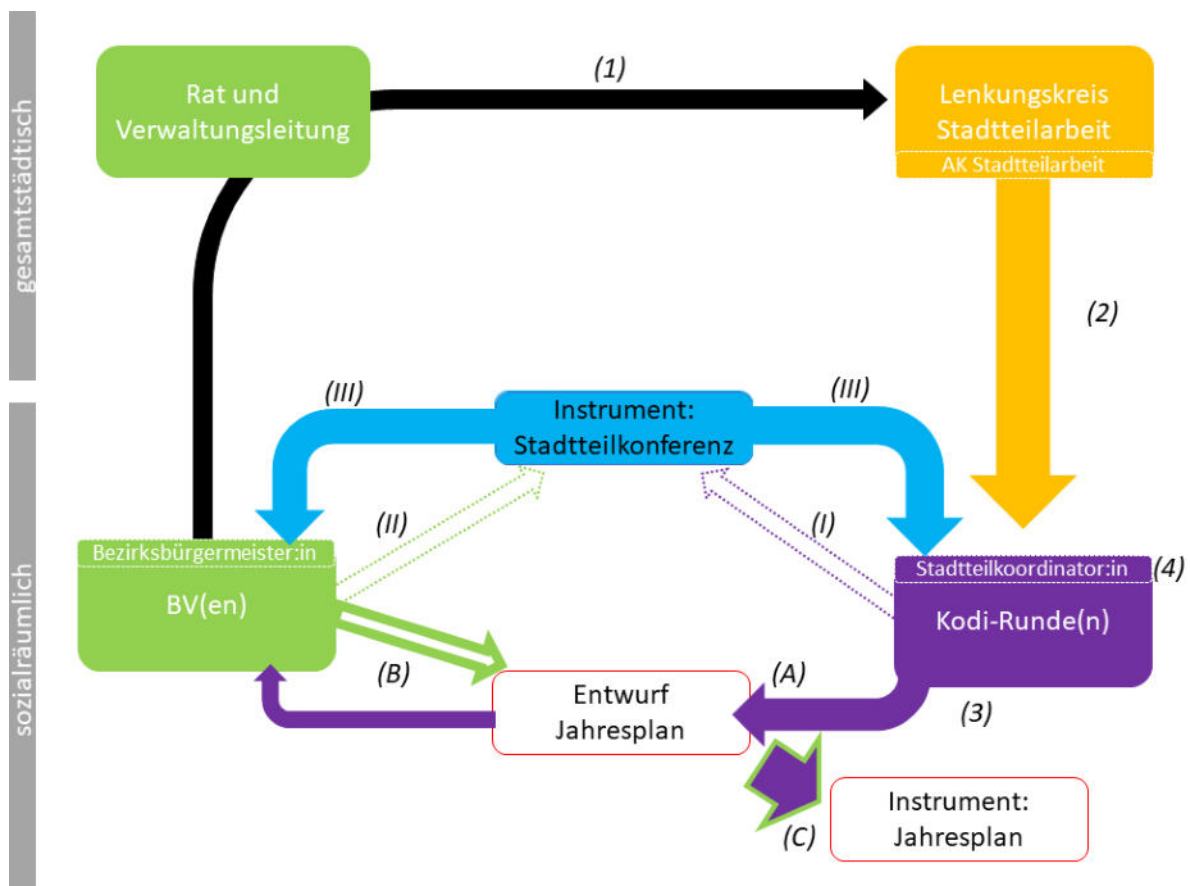 gesamtstädtisch
Rat und
Verwaltungsleitung
(1)
Lenkungskreis
Stadtteilarbeit
AK Stadtteilarbeit
(2)
sozialräumlich
(III)
Instrument:
Stadtteilkonferenz
(III)
(II)
(I)
Bezirksbürgermeister:in
BV(en)
Stadtteilkoordinator:in
(4)
Kodi-Runde(n)
(B)
Entwurf
Jahresplan
(A)
(3)
(C)
Instrument:
Jahresplan